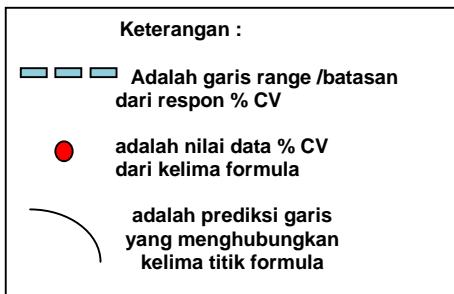 Keterangan :
Adalah garis range /batasan
dari respon % CV
adalah nilai data % CV
dari kelima formula
adalah prediksi garis
yang menghubungkan
kelima titik formula